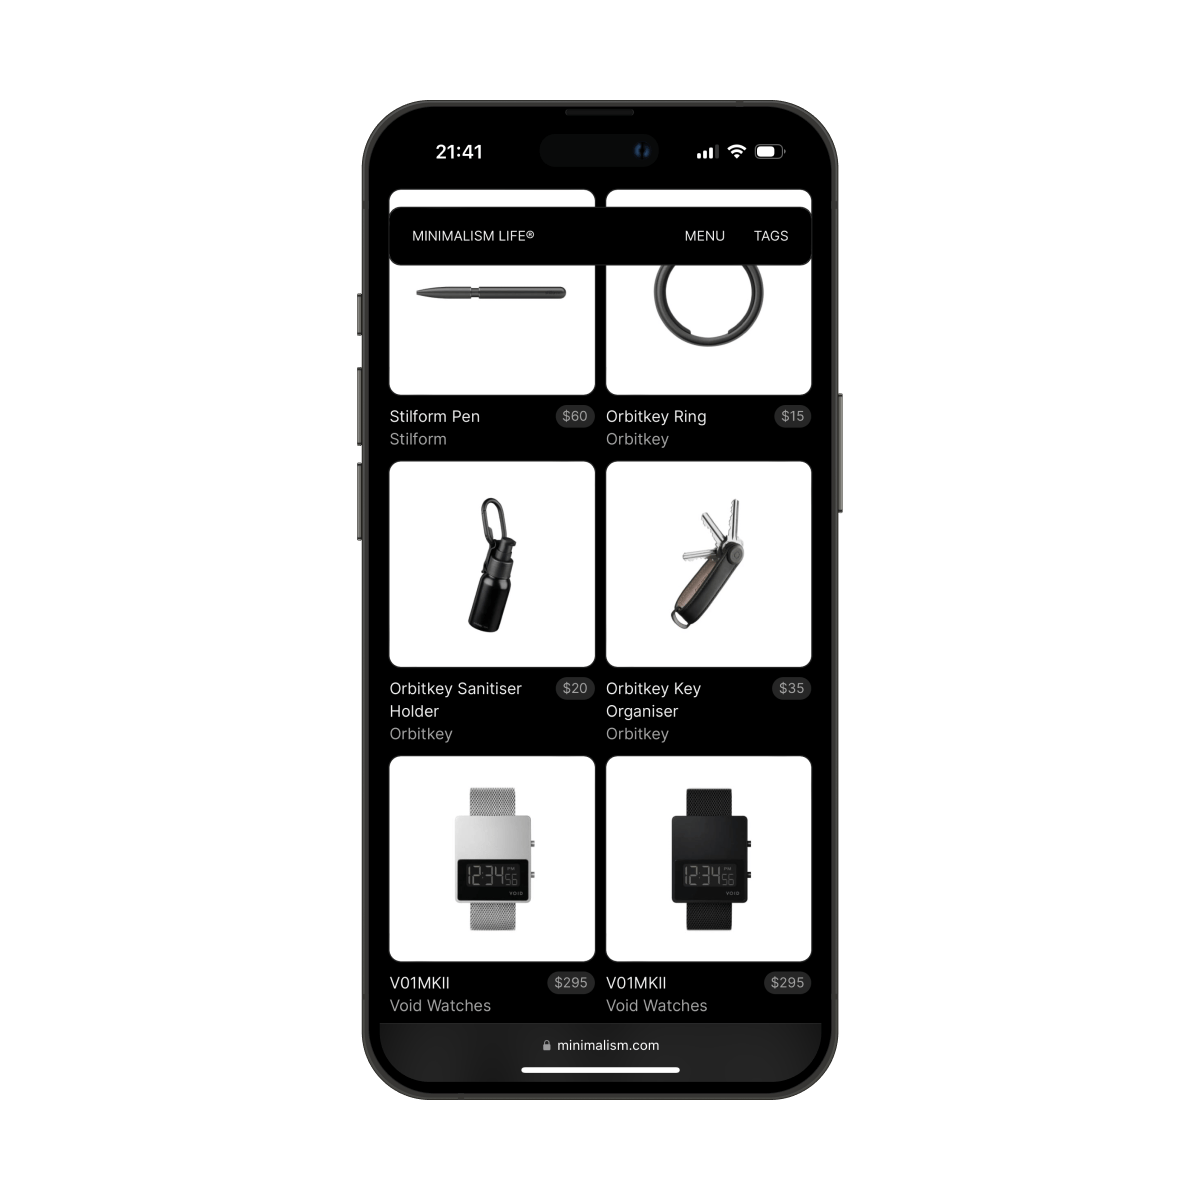 21:41
MINIMALISM LIFE® MENU TAGS
Stilform Pen $60
Stilform
Orbitkey Ring $15
Orbitkey
Orbitkey Sanitiser $20
Holder
Orbitkey
Orbitkey Key $35
Organiser
Orbitkey
12:34 56
VOID
12:34 56
VOID
V01MKII $295
Void Watches
V01MKII $295
Void Watches
minimalism.com